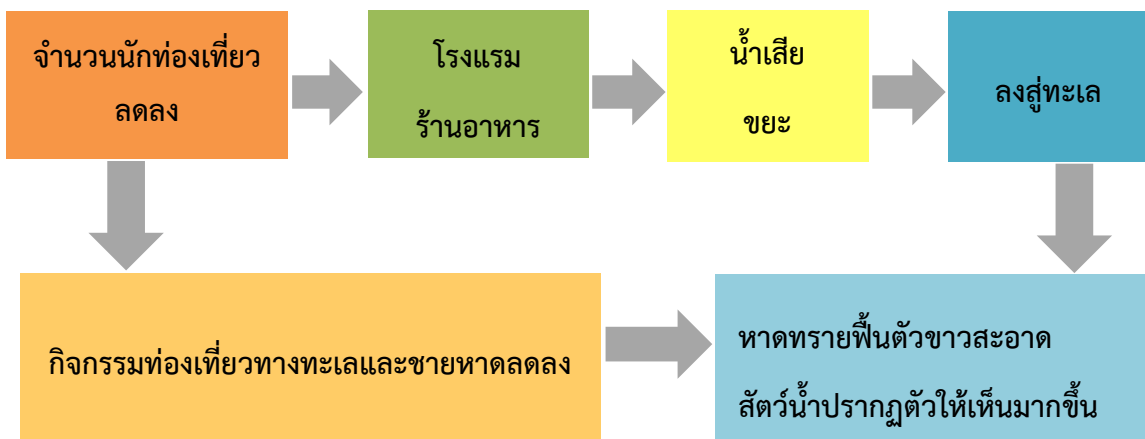 จำนวนนักท่องเที่ยว
ลดลง
โรงแรม
ร้านอาหาร
น้ำเสีย
ขยะ
ลงสู่ทะเล
กิจกรรมท่องเที่ยวทางทะเลและชายหาดลดลง
หาดทรายฟื้นตัวขาวสะอาด
สัตว์น้ำปรากฏตัวให้เห็นมากขึ้น